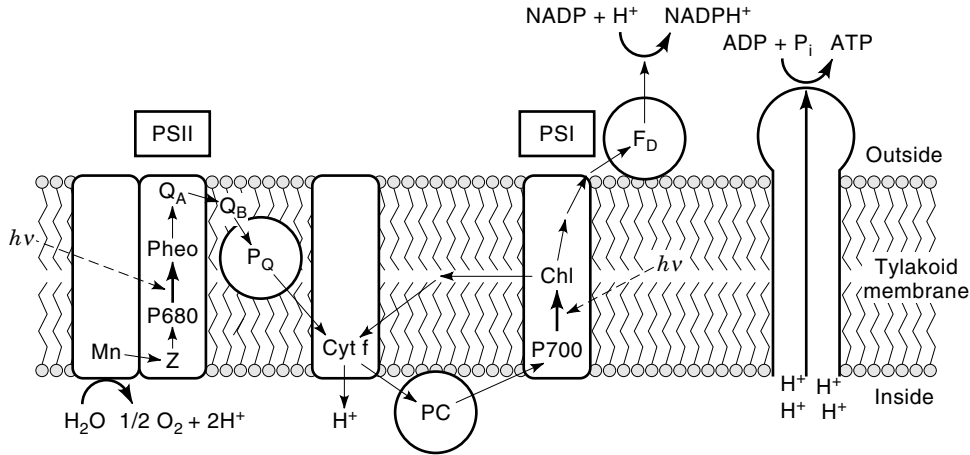 NADP + H⁺ NADPH⁺
ADP + Pᵢ ATP
PSII
PSI
F_D
Outside
Q_A
Q_B
hν
Pheo
P_Q
Chl
hν
Tylakoid
membrane
P680
Mn
Z
Cyt f
P700
H₂O 1/2 O₂ + 2H⁺
H⁺
PC
H⁺ H⁺
H⁺ H⁺
Inside